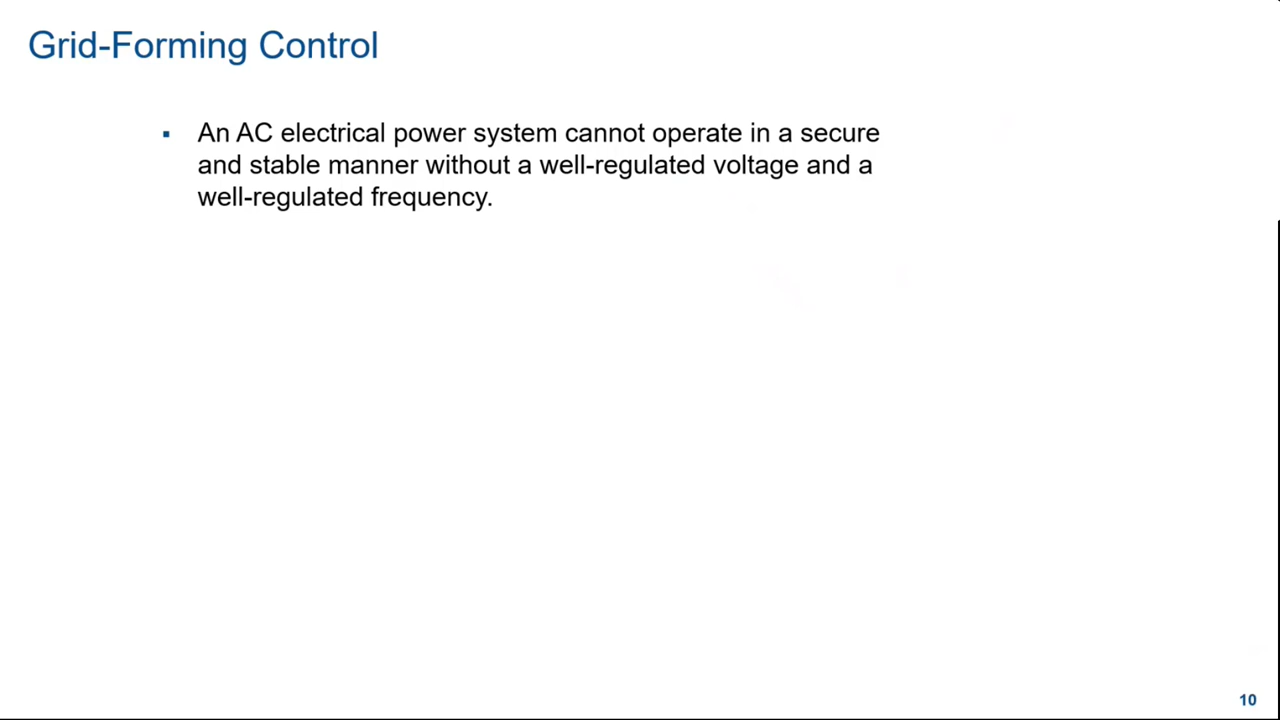 Grid-Forming Control
▪ An AC electrical power system cannot operate in a secure
and stable manner without a well-regulated voltage and a
well-regulated frequency.
10